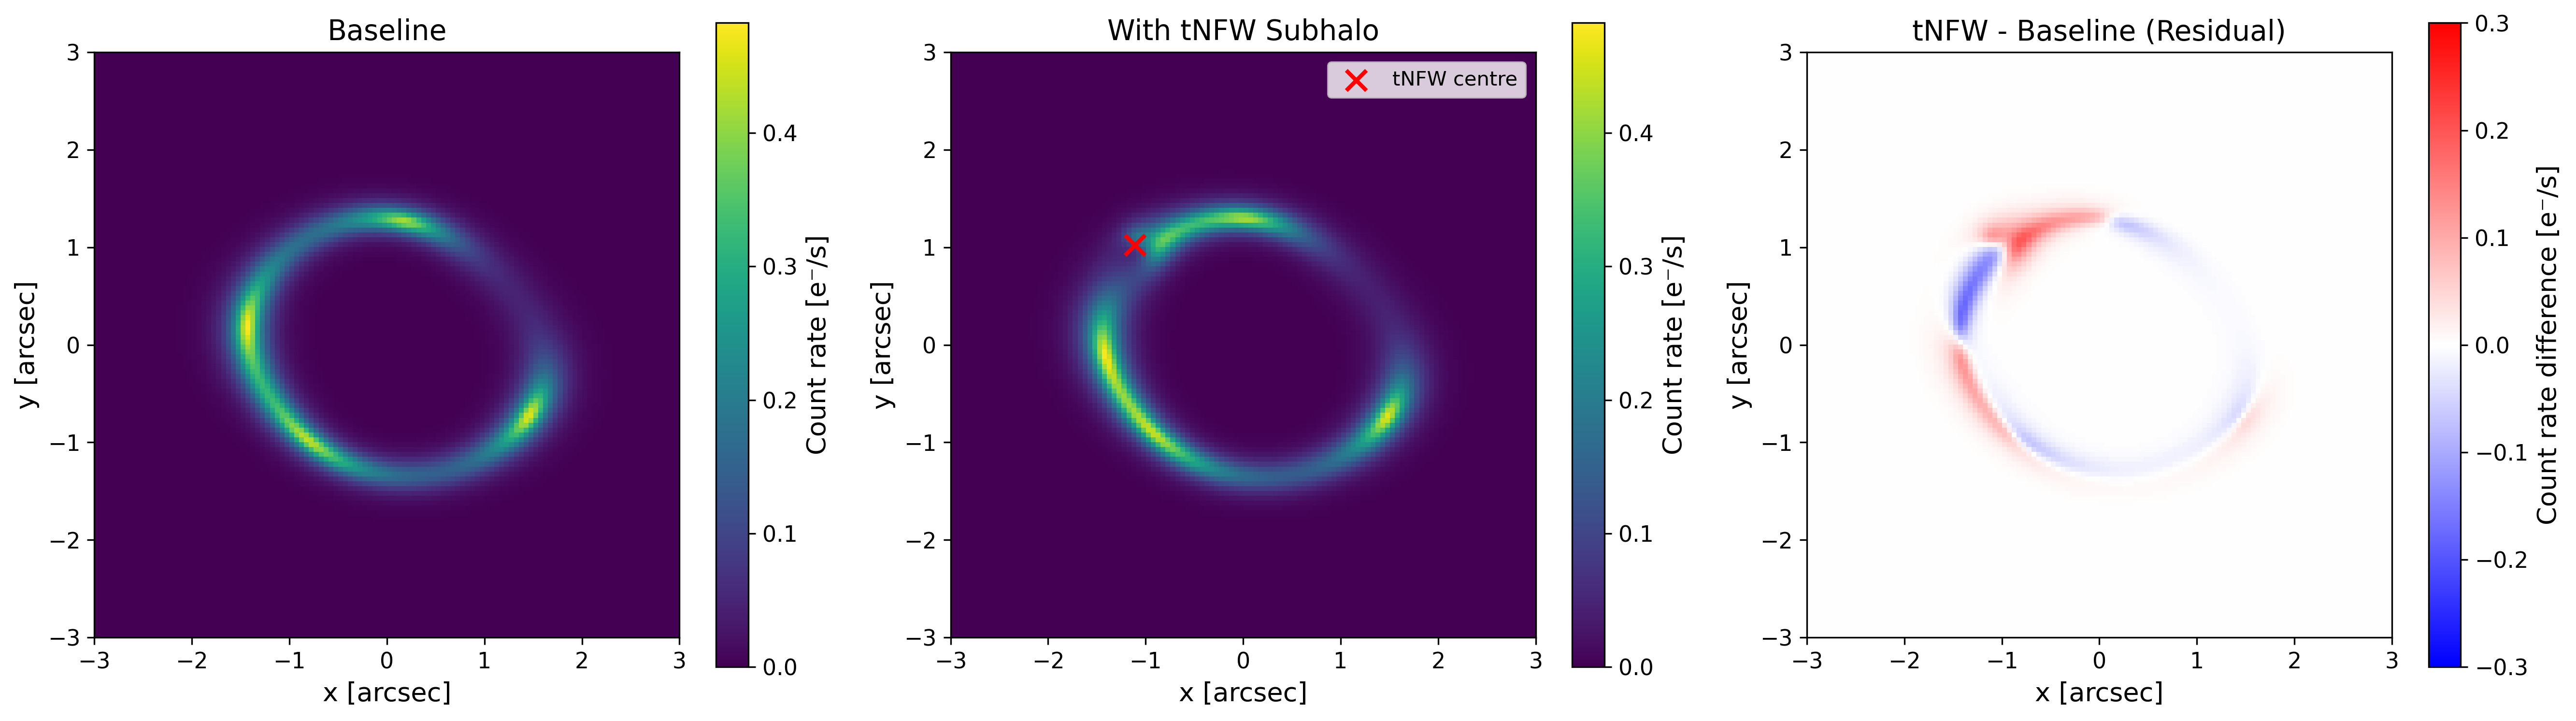 Baseline
3
2
1
0
−1
−2
−3
−3 −2 −1 0 1 2 3
x [arcsec]
y [arcsec]
0.4
0.3
0.2
0.1
0.0
Count rate [e⁻/s]
With tNFW Subhalo
tNFW centre
3
2
1
0
−1
−2
−3
−3 −2 −1 0 1 2 3
x [arcsec]
y [arcsec]
0.4
0.3
0.2
0.1
0.0
Count rate [e⁻/s]
tNFW - Baseline (Residual)
3
2
1
0
−1
−2
−3
−3 −2 −1 0 1 2 3
x [arcsec]
y [arcsec]
0.3
0.2
0.1
0.0
−0.1
−0.2
−0.3
Count rate difference [e⁻/s]